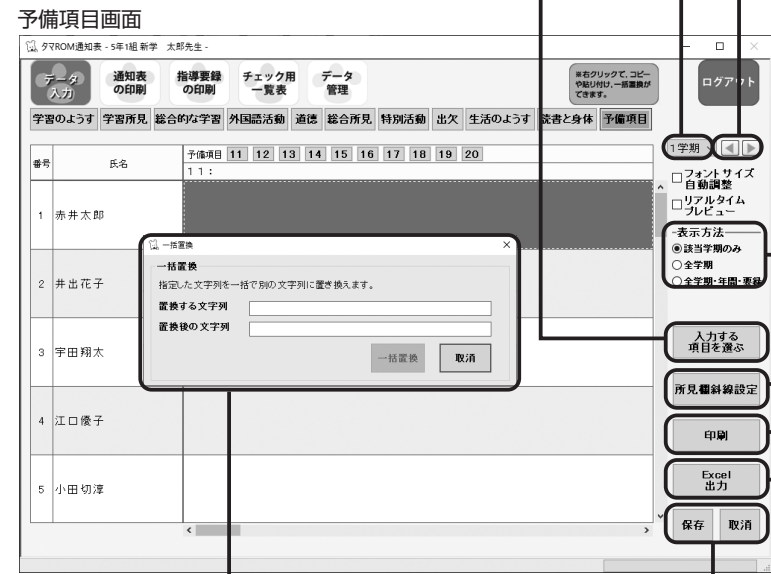 予備項目画面
タマROM通知表 - 5年1組 新学 太郎先生 -
データ
入力
通知表
の印刷
指導要録
の印刷
チェック用
一覧表
データ
管理
※右クリックで、コピー
や貼り付け,一括置換が
できます。
ログアウト
学習のようす 学習所見 総合的な学習 外国語活動 道徳 総合所見 特別活動 出欠 生活のようす 読書と身体 予備項目
番号 氏名 予備項目 11 12 13 14 15 16 17 18 19 20
11:
1学期
フォントサイズ
自動調整
リアルタイム
プレビュー
表示方法
該当学期のみ
全学期
全学期・年間・要録
1 赤井太郎
2 井出花子
3 宇田翔太
4 江口優子
5 小田切淳
一括置換
一括置換
指定した文字列を一括で別の文字列に置き換えます。
置換する文字列
置換後の文字列
一括置換 取消
入力する
項目を選ぶ
所見欄斜線設定
印刷
Excel
出力
保存 取消